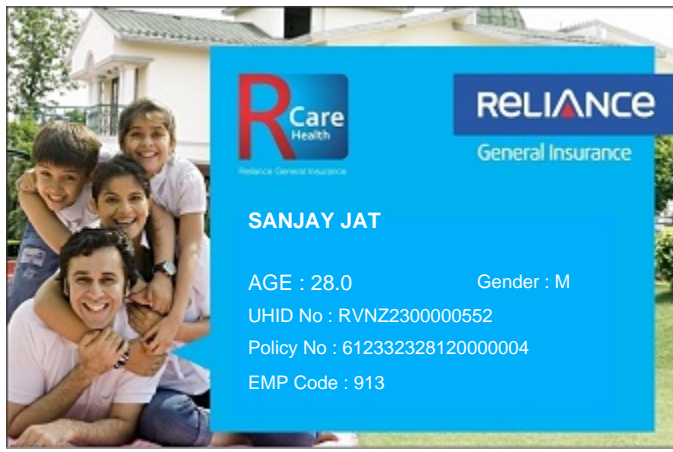 R Care
Health
Reliance General Insurance
RELIANCE
General Insurance
SANJAY JAT
AGE : 28.0
Gender : M
UHID No : RVNZ2300000552
Policy No : 612332328120000004
EMP Code : 913